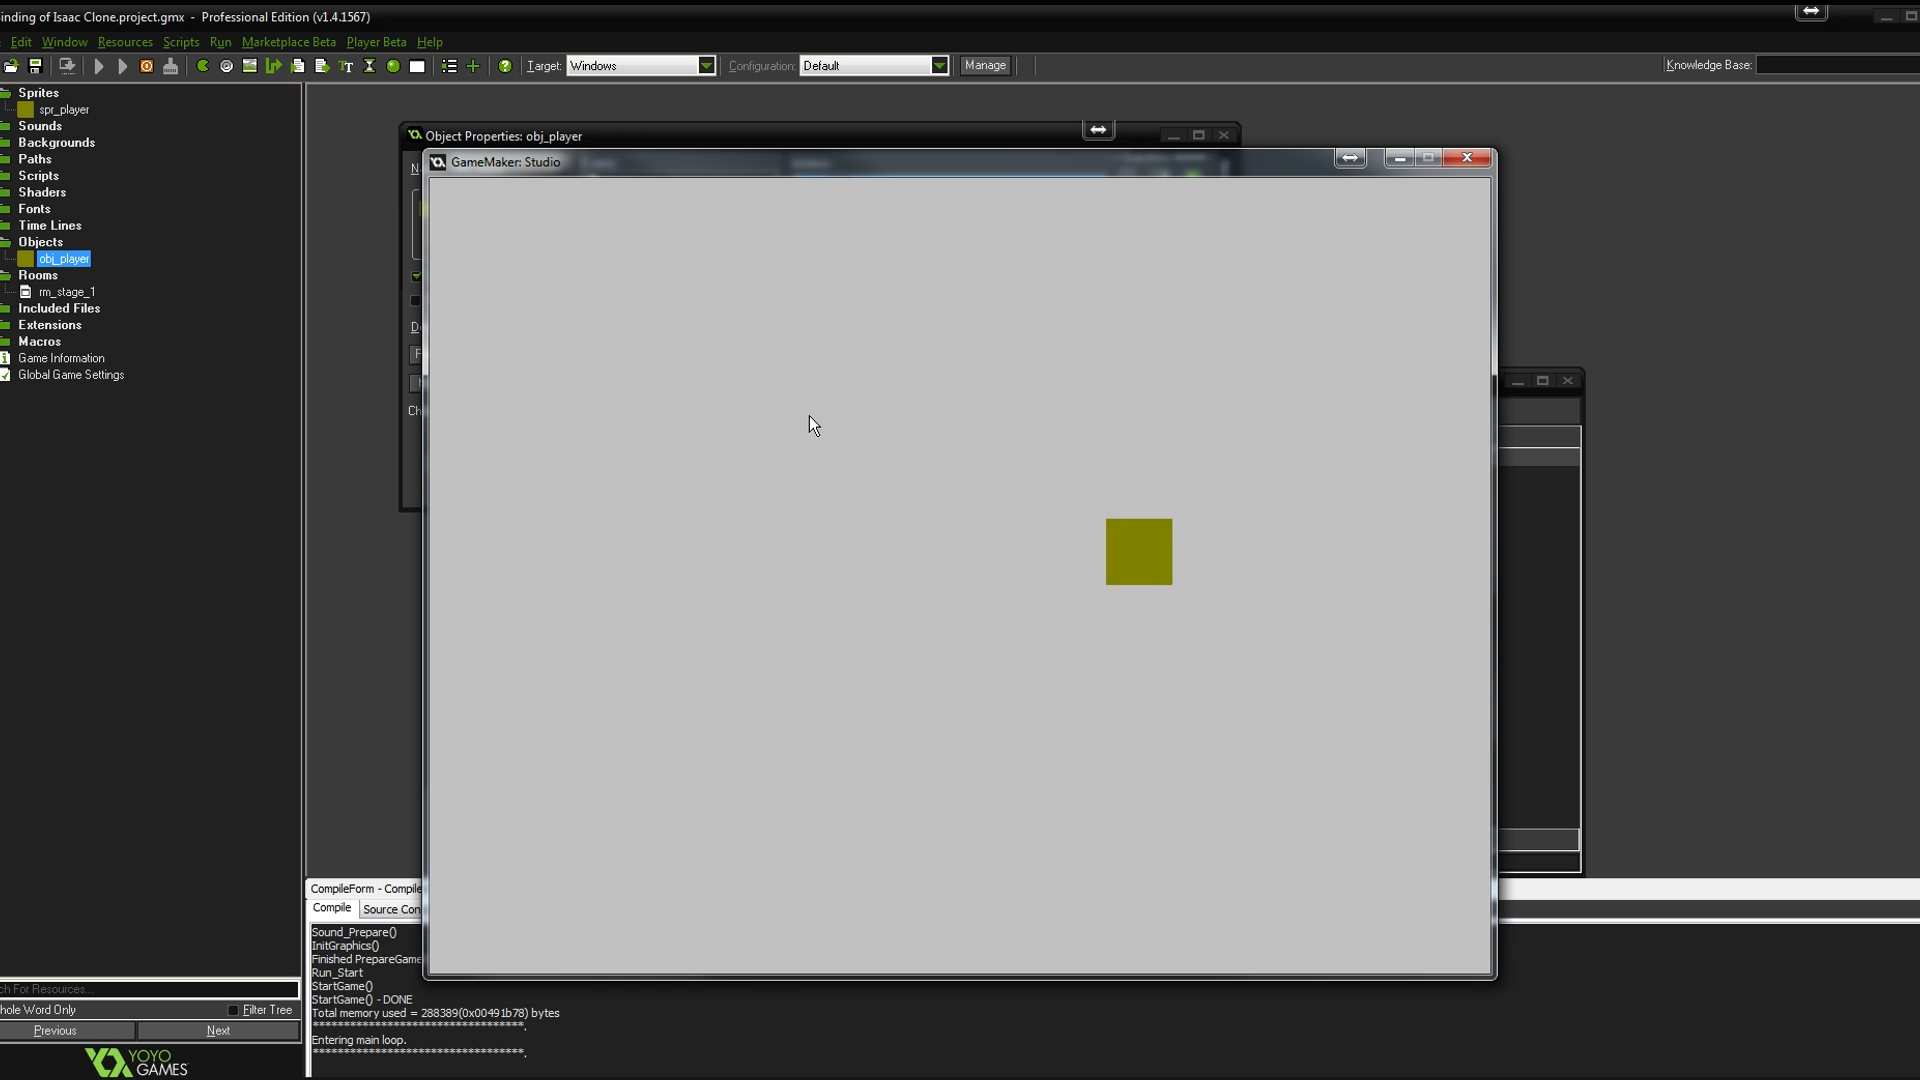 inding of Isaac Clone.project.gmx - Professional Edition (v1.4.1567)
Edit Window Resources Scripts Run Marketplace Beta Player Beta Help
Target: Windows Configuration: Default Manage Knowledge Base:
Sprites
spr_player
Sounds
Backgrounds
Paths
Scripts
Shaders
Fonts
Time Lines
Objects
obj_player
Rooms
rm_stage_1
Included Files
Extensions
Macros
Game Information
Global Game Settings
Object Properties: obj_player
GameMaker: Studio
N
D
F
Ch
CompileForm - Compile
Compile Source Con
Sound_Prepare()
InitGraphics()
Finished PrepareGame
Run_Start
StartGame()
StartGame() - DONE
Total memory used = 288389(0x00491b78) bytes
**********************************.
Entering main loop.
**********************************.
ch For Resources...
hole Word Only Filter Tree
Previous Next
YOYO
GAMES